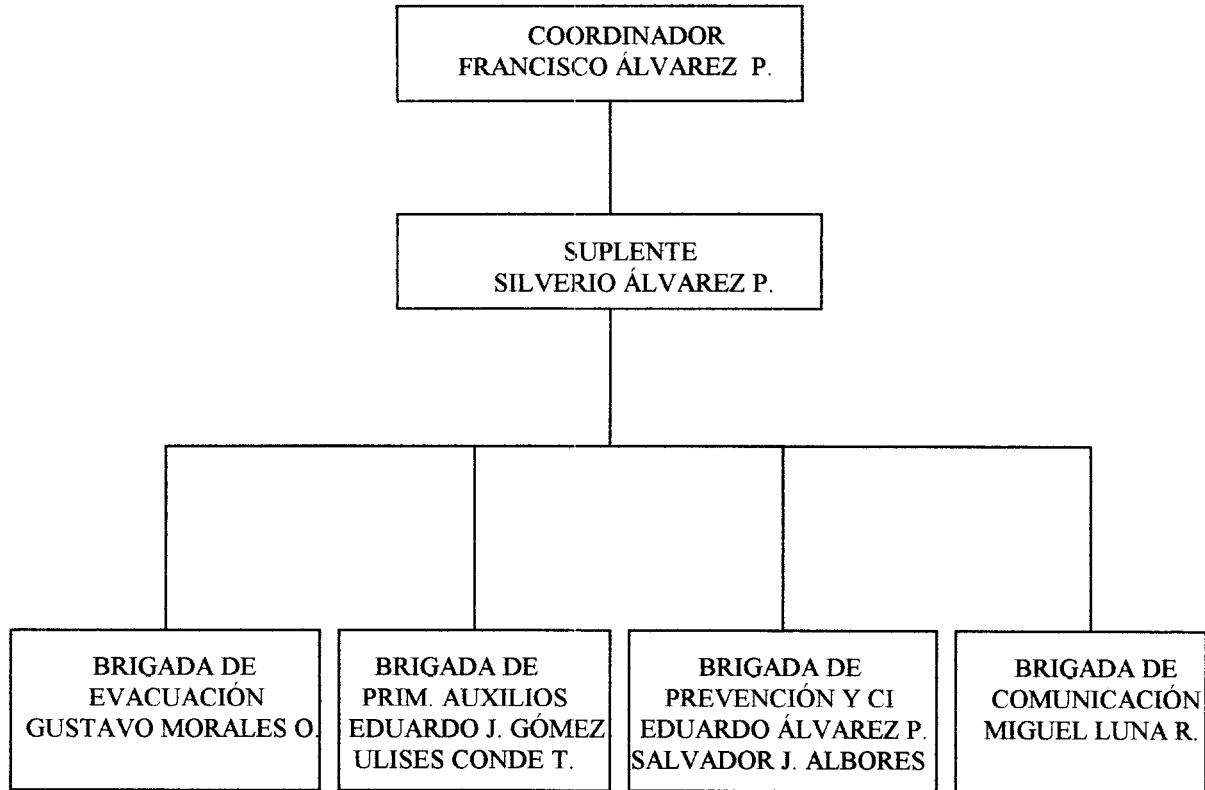 COORDINADOR
FRANCISCO ÁLVAREZ P.
SUPLENTE
SILVERIO ÁLVAREZ P.
BRIGADA DE
EVACUACIÓN
GUSTAVO MORALES O.
BRIGADA DE
PRIM. AUXILIOS
EDUARDO J. GÓMEZ
ULISES CONDE T.
BRIGADA DE
PREVENCIÓN Y CI
EDUARDO ÁLVAREZ P.
SALVADOR J. ALBORES
BRIGADA DE
COMUNICACIÓN
MIGUEL LUNA R.